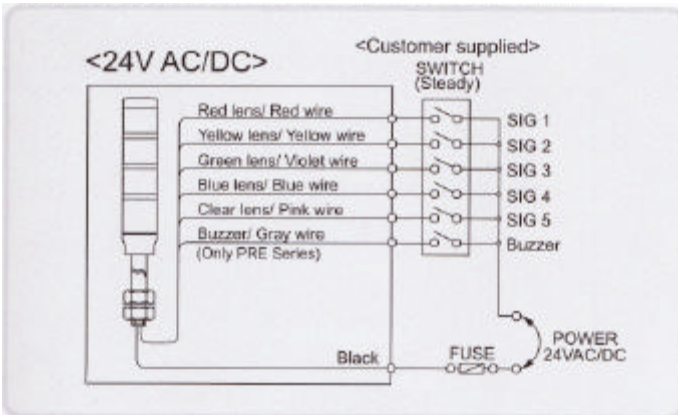 <24V AC/DC>
<Customer supplied>
SWITCH
(Steady)
Red lens/ Red wire
SIG 1
Yellow lens/ Yellow wire
SIG 2
Green lens/ Violet wire
SIG 3
Blue lens/ Blue wire
SIG 4
Clear lens/ Pink wire
SIG 5
Buzzer/ Gray wire
Buzzer
(Only PRE Series)
Black
FUSE
POWER
24VAC/DC